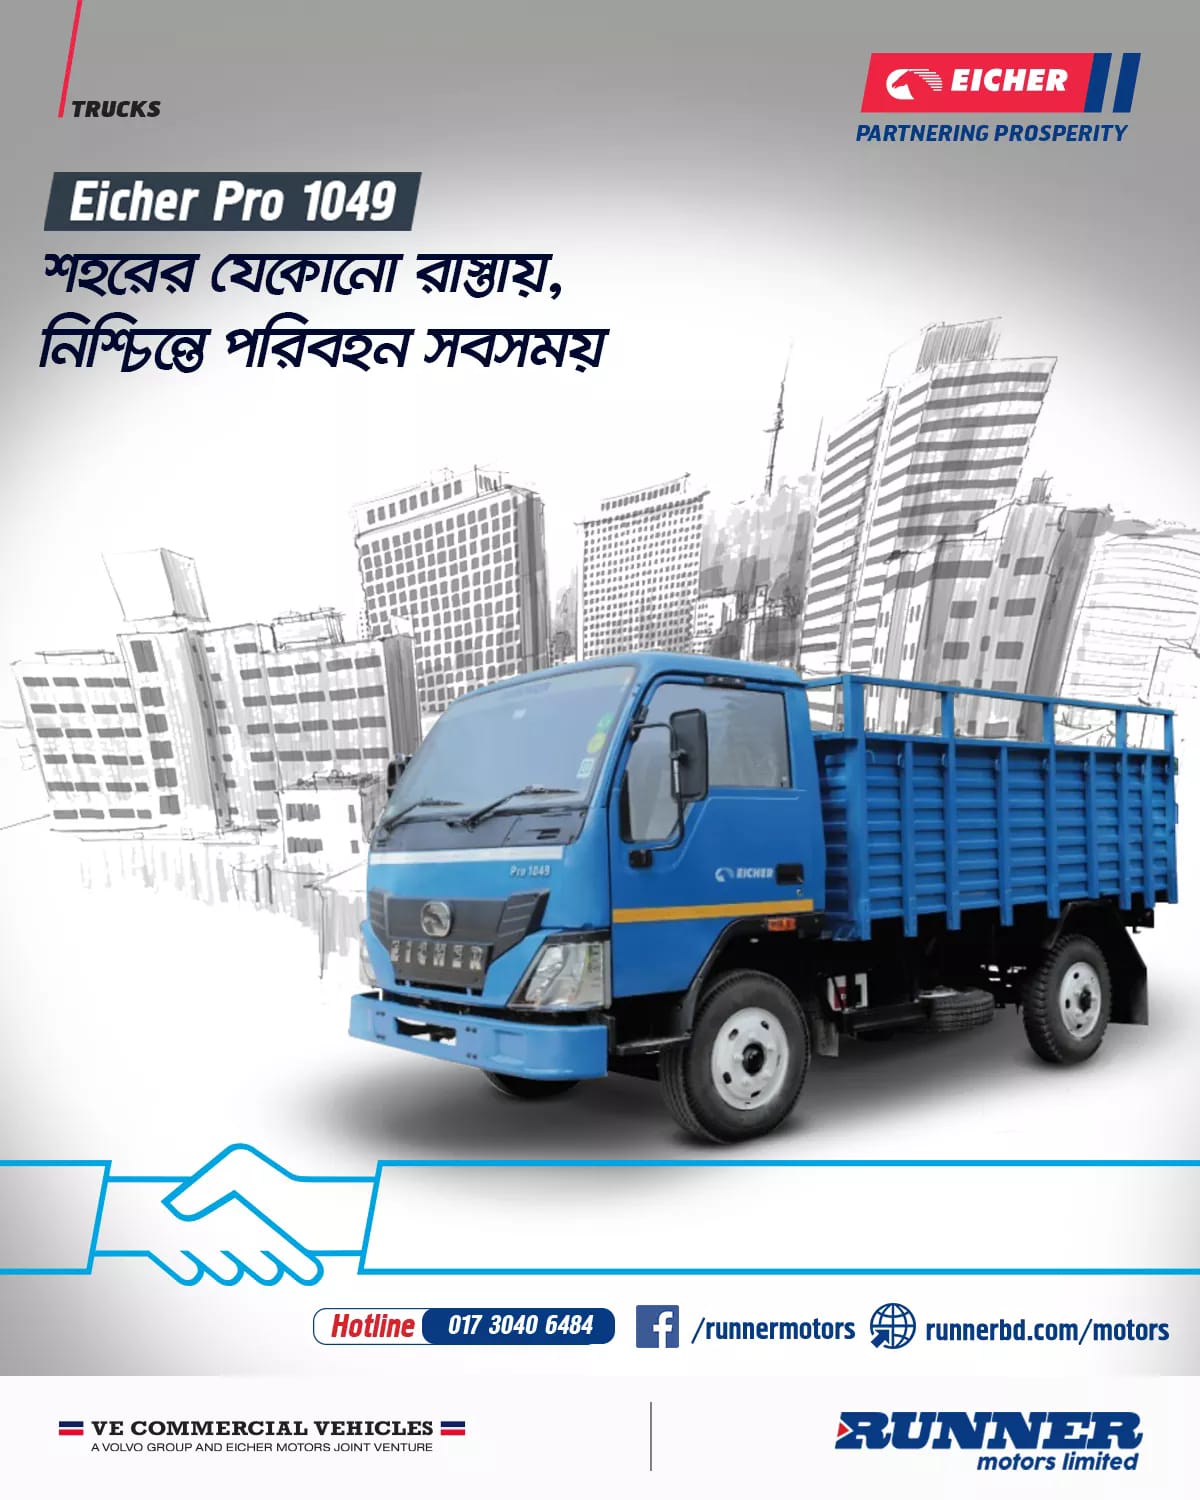 TRUCKS
EICHER
PARTNERING PROSPERITY
Eicher Pro 1049
শহরের যেকোনো রাস্তায়,
নিশ্চিন্তে পরিবহন সবসময়
Pro 1049
EICHER
EICHER
Hotline 017 3040 6484
/runnermotors
runnerbd.com/motors
VE COMMERCIAL VEHICLES
A VOLVO GROUP AND EICHER MOTORS JOINT VENTURE
RUNNER
motors limited